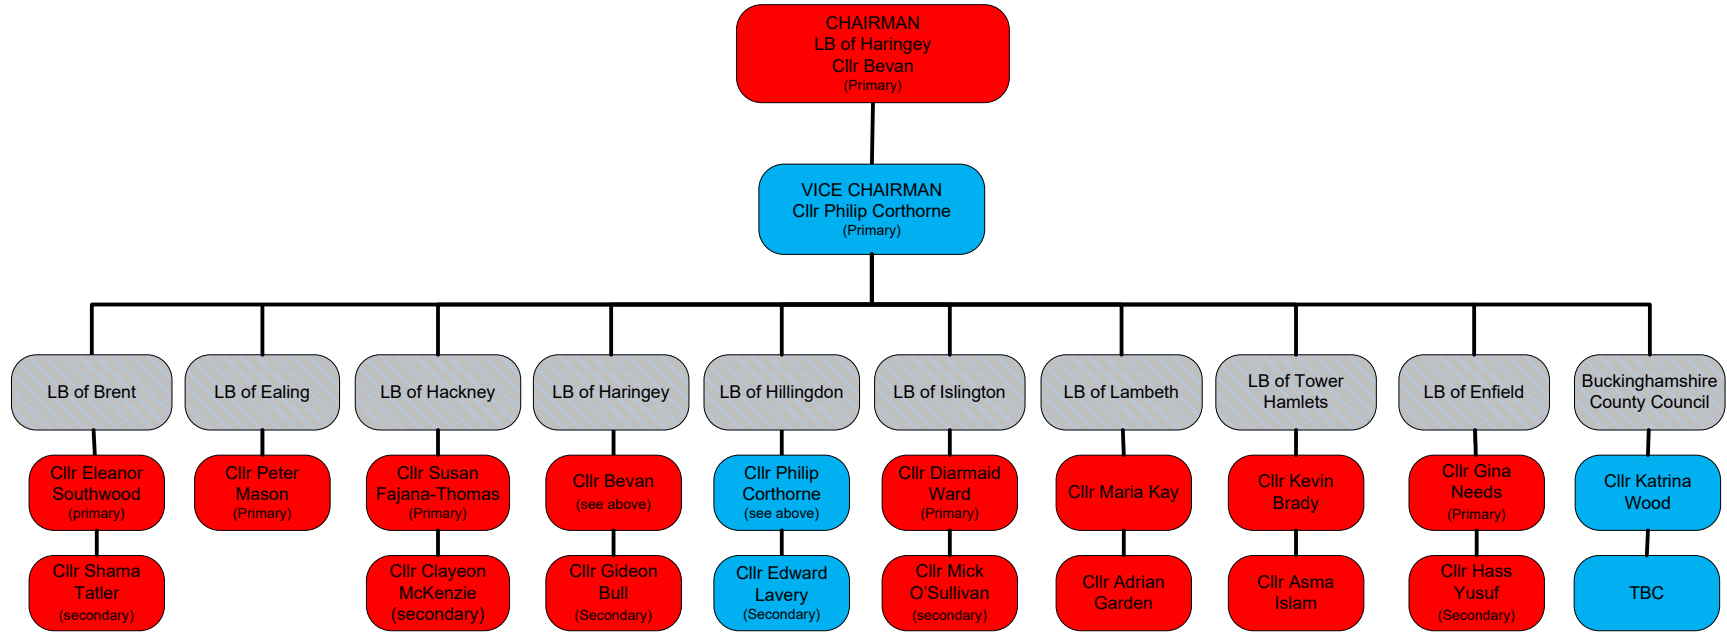 CHAIRMAN
LB of Haringey
Cllr Bevan
(Primary)
VICE CHAIRMAN
Cllr Philip Corthorne
(Primary)
LB of Brent
LB of Ealing
LB of Hackney
LB of Haringey
LB of Hillingdon
LB of Islington
LB of Lambeth
LB of Tower
Hamlets
LB of Enfield
Buckinghamshire
County Council
Cllr Eleanor
Southwood
(primary)
Cllr Peter
Mason
(Primary)
Cllr Susan
Fajana-Thomas
(Primary)
Cllr Bevan
(see above)
Cllr Philip
Corthorne
(see above)
Cllr Diarmaid
Ward
(Primary)
Cllr Maria Kay
Cllr Kevin
Brady
Cllr Gina
Needs
(Primary)
Cllr Katrina
Wood
Cllr Shama
Tatler
(secondary)
Cllr Clayeon
McKenzie
(secondary)
Cllr Gideon
Bull
(Secondary)
Cllr Edward
Lavery
(Secondary)
Cllr Mick
O’Sullivan
(secondary)
Cllr Adrian
Garden
Cllr Asma
Islam
Cllr Hass
Yusuf
(Secondary)
TBC